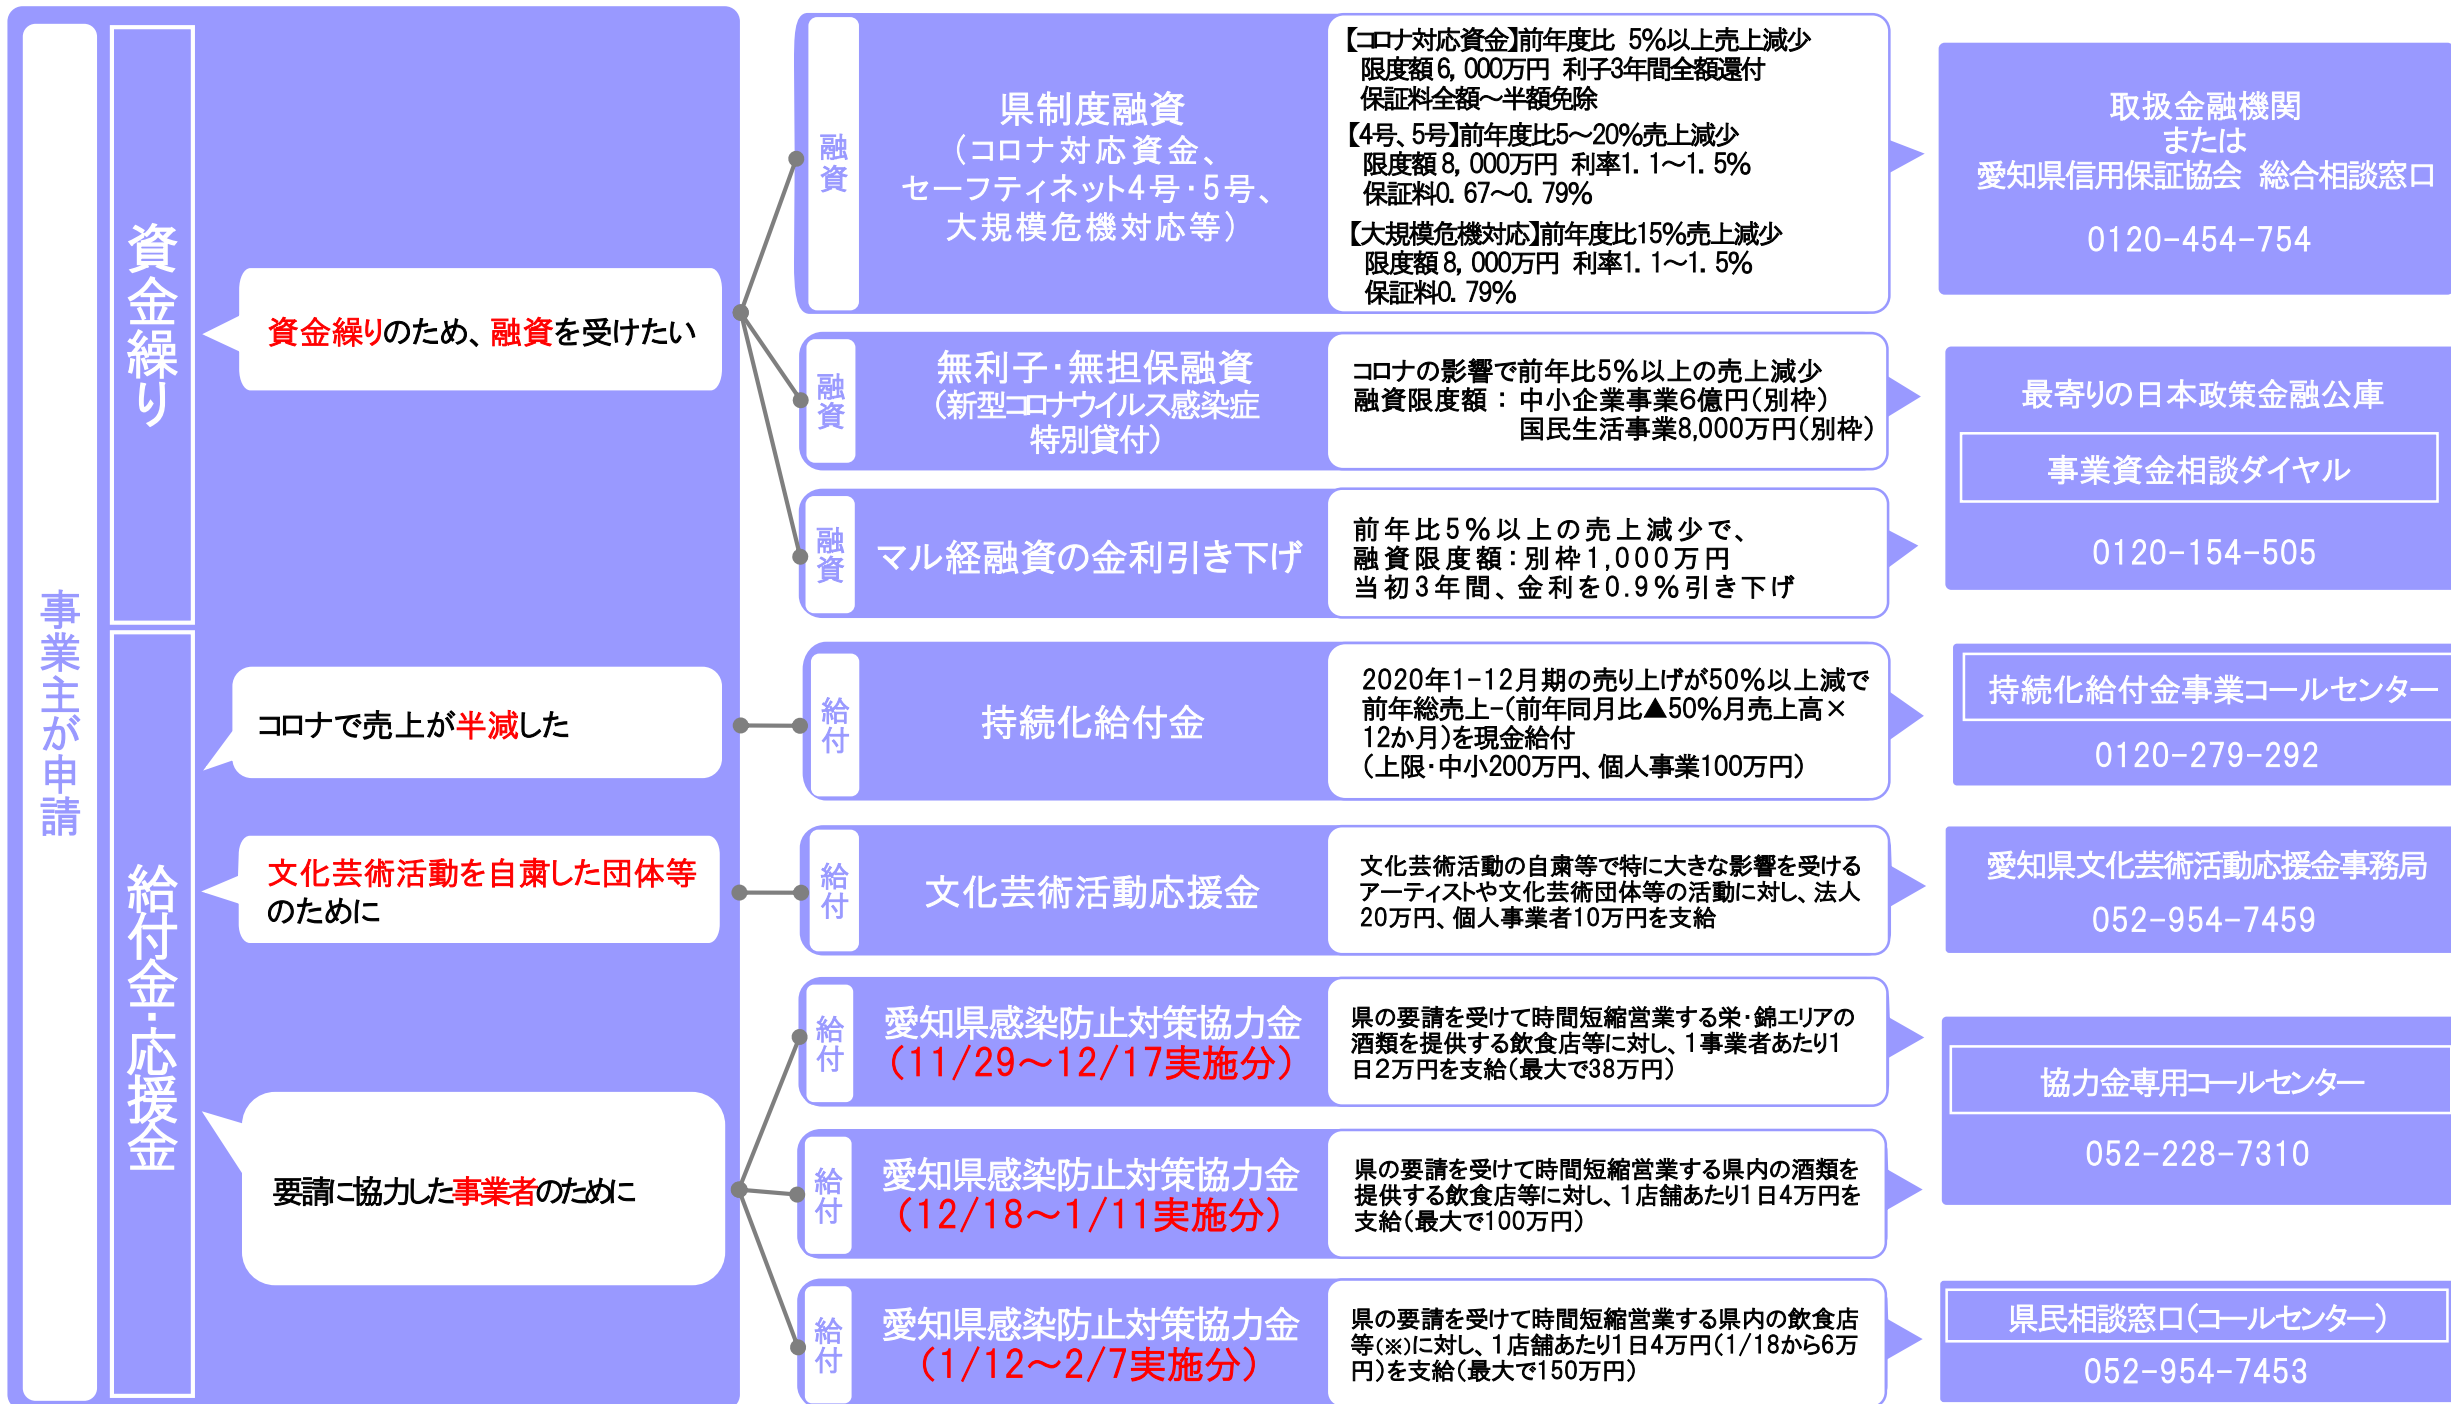 事業主が申請
資金繰り
資金繰りのため、融資を受けたい
融資
県制度融資
（コロナ対応資金、
セーフティネット4号・5号、
大規模危機対応等）
【コロナ対応資金】前年度比 5％以上売上減少
限度額6，000万円 利子3年間全額還付
保証料全額～半額免除
【4号、5号】前年度比5～20％売上減少
限度額8，000万円 利率1．1～1．5％
保証料0．67～0．79％
【大規模危機対応】前年度比15％売上減少
限度額8，000万円 利率1．1～1．5％
保証料0．79％
取扱金融機関
または
愛知県信用保証協会 総合相談窓口
0120-454-754
融資
無利子・無担保融資
（新型コロナウイルス感染症
特別貸付）
コロナの影響で前年比5％以上の売上減少
融資限度額：中小企業事業6億円（別枠）
国民生活事業8,000万円（別枠）
最寄りの日本政策金融公庫
事業資金相談ダイヤル
0120-154-505
融資
マル経融資の金利引き下げ
前年比5％以上の売上減少で、
融資限度額：別枠1,000万円
当初3年間、金利を0.9％引き下げ
給付金・応援金
コロナで売上が半減した
給付
持続化給付金
2020年1-12月期の売り上げが50％以上減で
前年総売上-（前年同月比▲50％月売上高×
12か月）を現金給付
（上限・中小200万円、個人事業100万円）
持続化給付金事業コールセンター
0120-279-292
文化芸術活動を自粛した団体等
のために
給付
文化芸術活動応援金
文化芸術活動の自粛等で特に大きな影響を受ける
アーティストや文化芸術団体等の活動に対し、法人
20万円、個人事業者10万円を支給
愛知県文化芸術活動応援金事務局
052-954-7459
要請に協力した事業者のために
給付
愛知県感染防止対策協力金
（11/29～12/17実施分）
県の要請を受けて時間短縮営業する栄・錦エリアの
酒類を提供する飲食店等に対し、1事業者あたり1
日2万円を支給（最大で38万円）
協力金専用コールセンター
052-228-7310
給付
愛知県感染防止対策協力金
（12/18～1/11実施分）
県の要請を受けて時間短縮営業する県内の酒類を
提供する飲食店等に対し、1店舗あたり1日4万円を
支給（最大で100万円）
給付
愛知県感染防止対策協力金
（1/12～2/7実施分）
県の要請を受けて時間短縮営業する県内の飲食店
等（※）に対し、1店舗あたり1日4万円（1/18から6万
円）を支給（最大で150万円）
県民相談窓口（コールセンター）
052-954-7453